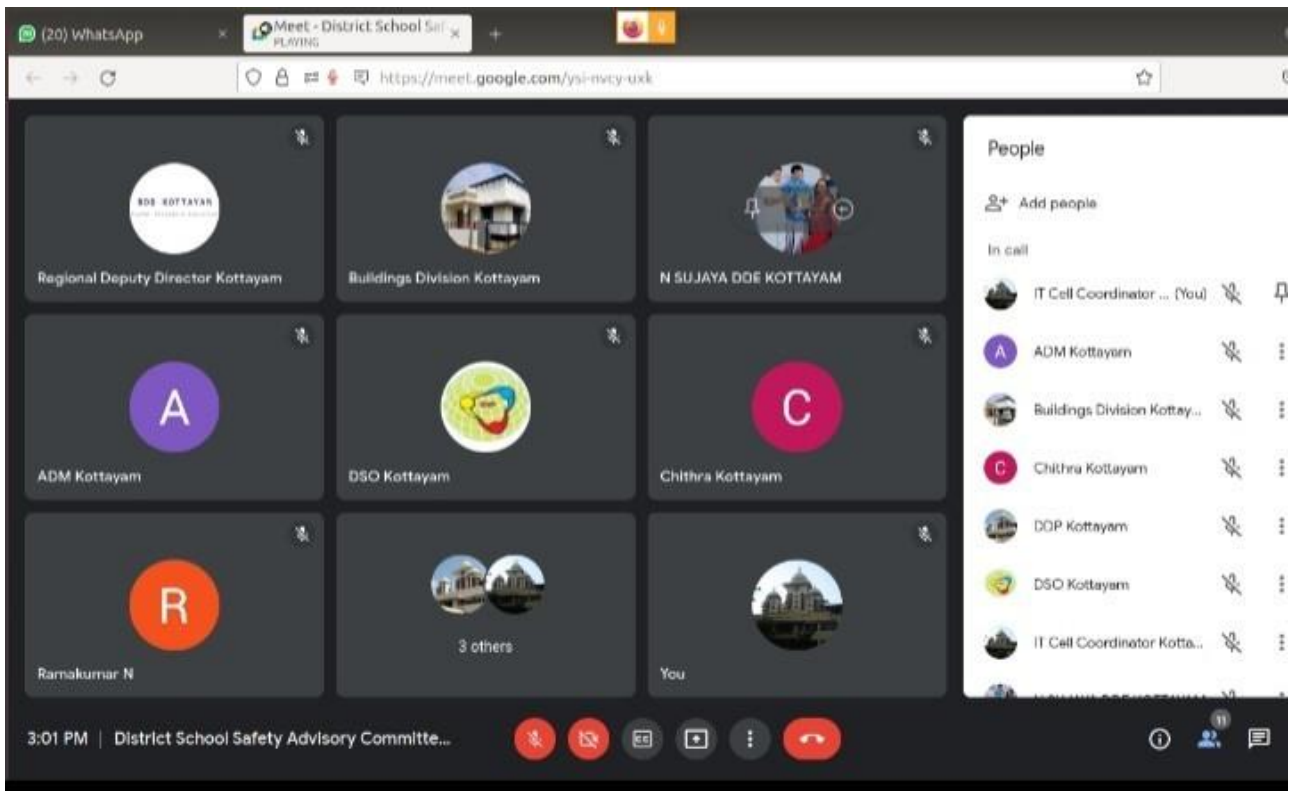 (20) WhatsApp
Meet - District School Saf
PLAYING
https://meet.google.com/ysi-nvcy-uxk
People
Add people
In call
IT Cell Coordinator ... (You)
ADM Kottayam
Buildings Division Kottay...
Chithra Kottayam
DDP Kottayam
DSO Kottayam
IT Cell Coordinator Kotta...
Regional Deputy Director Kottayam
Buildings Division Kottayam
N SUJAYA DDE KOTTAYAM
A
ADM Kottayam
DSO Kottayam
C
Chithra Kottayam
R
Ramakumar N
3 others
You
3:01 PM | District School Safety Advisory Committe...
CC
11